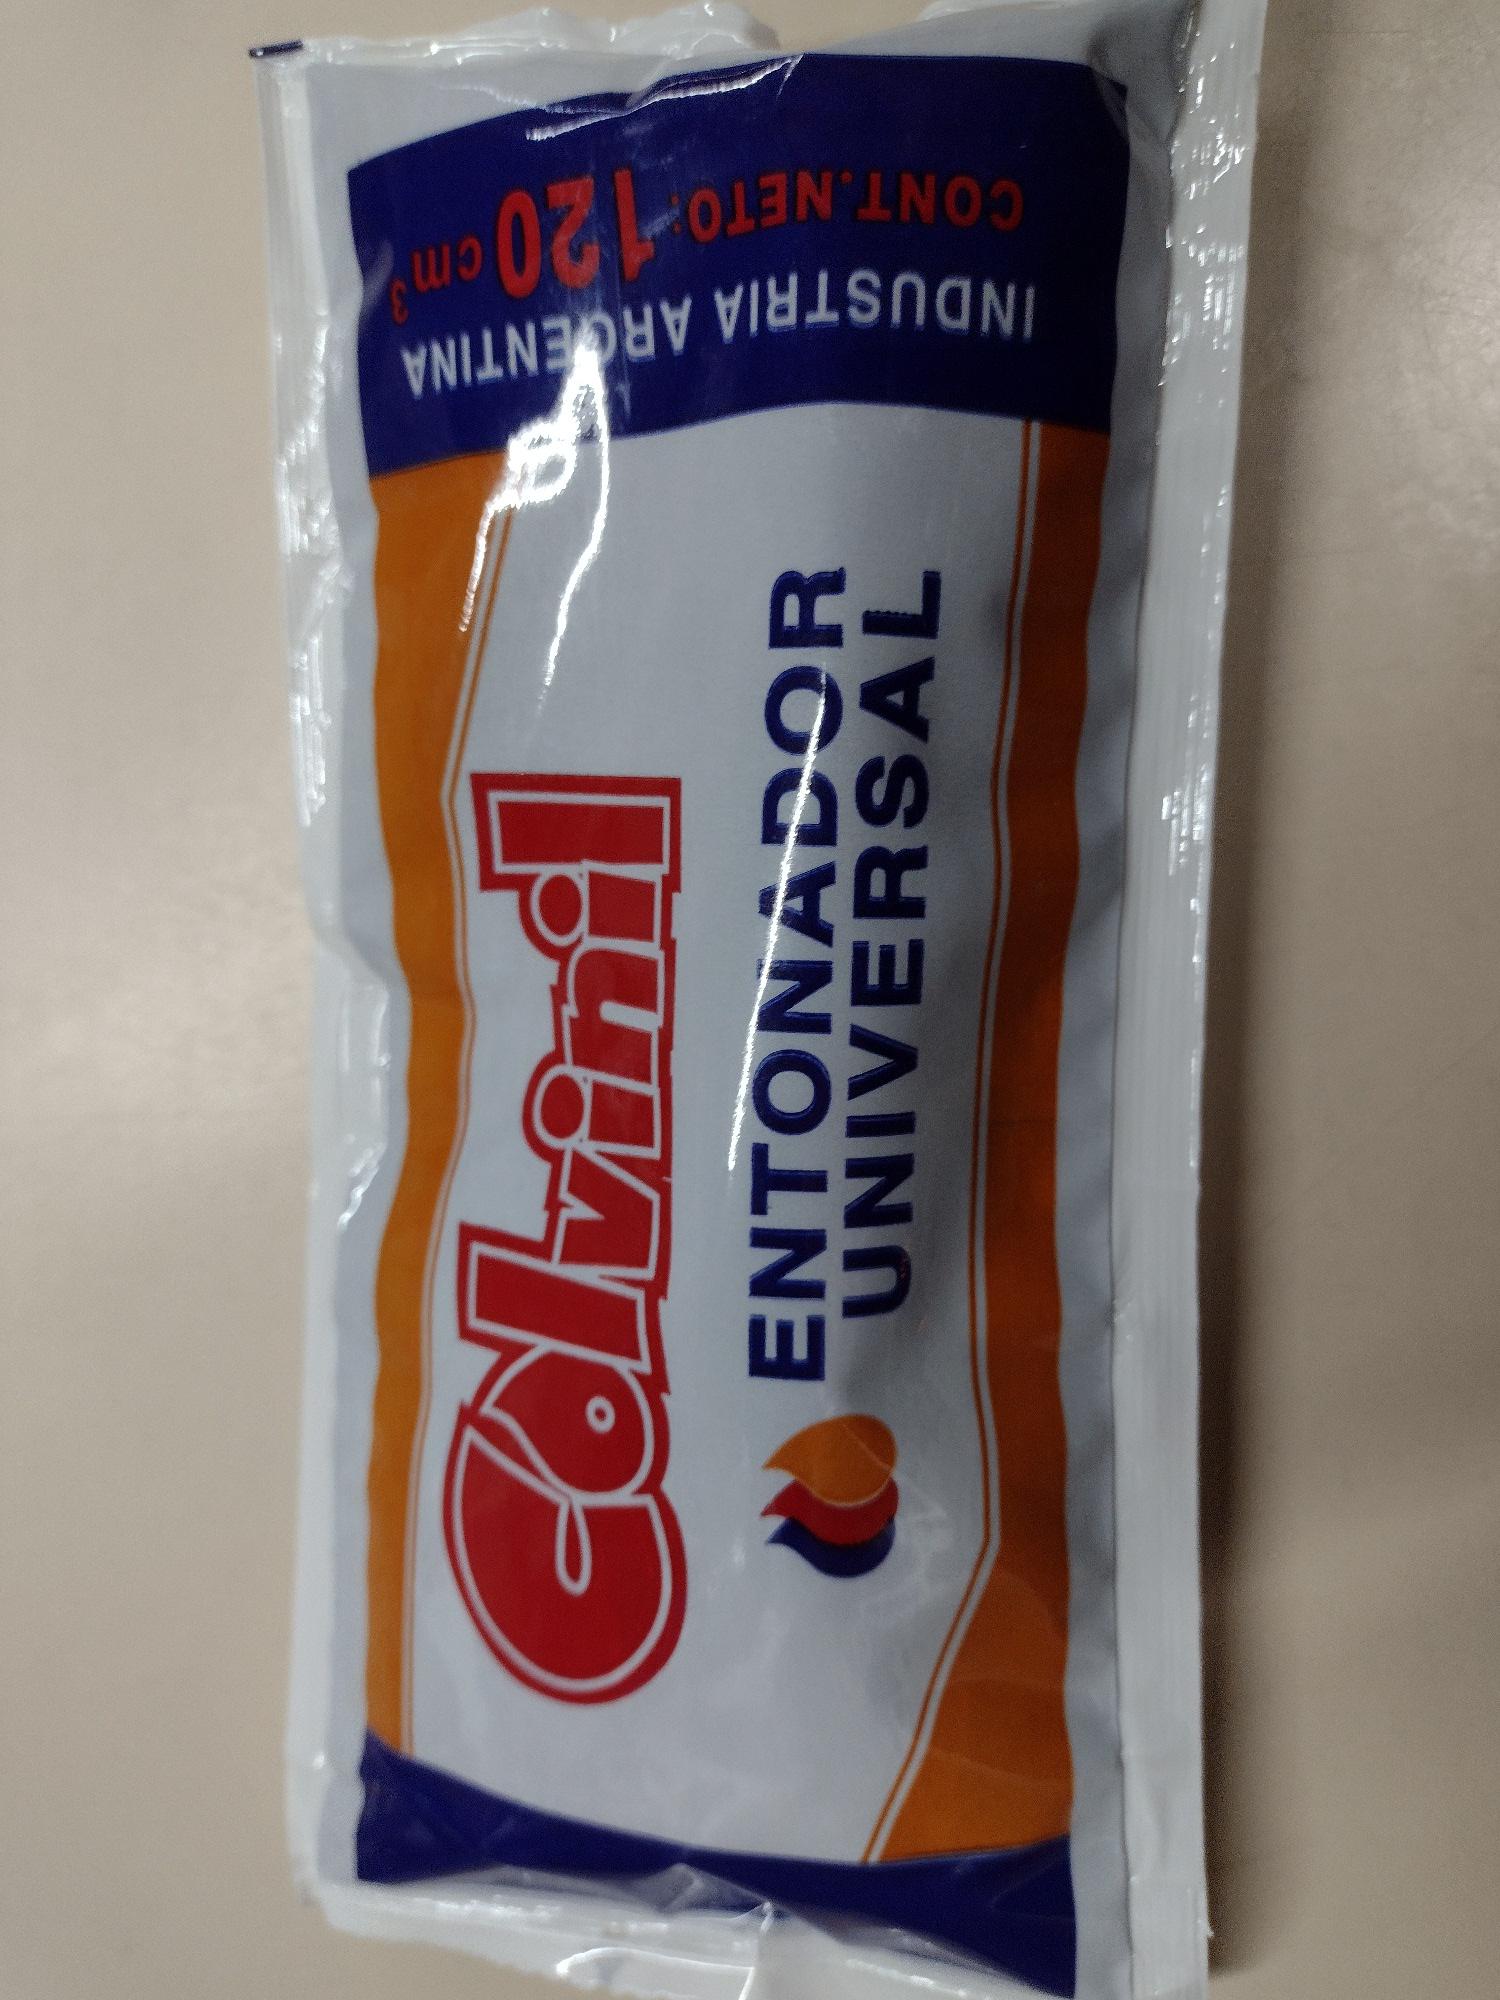 Colvinil
ENTONADOR
UNIVERSAL
INDUSTRIA ARGENTINA
CONT.NETO: 120 cm³